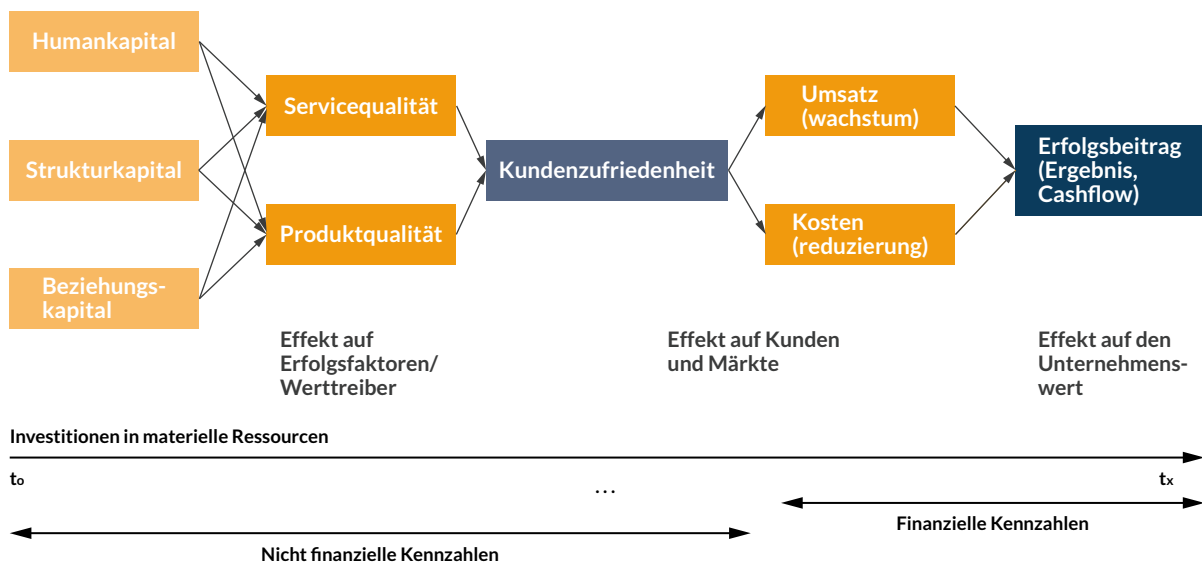 Humankapital
Strukturkapital
Beziehungs-
kapital
Servicequalität
Produktqualität
Kundenzufriedenheit
Umsatz
(wachstum)
Kosten
(reduzierung)
Erfolgsbeitrag
(Ergebnis,
Cashflow)
Effekt auf
Erfolgsfaktoren/
Werttreiber
Effekt auf Kunden
und Märkte
Effekt auf den
Unternehmens-
wert
Investitionen in materielle Ressourcen
to
...
tx
Finanzielle Kennzahlen
Nicht finanzielle Kennzahlen